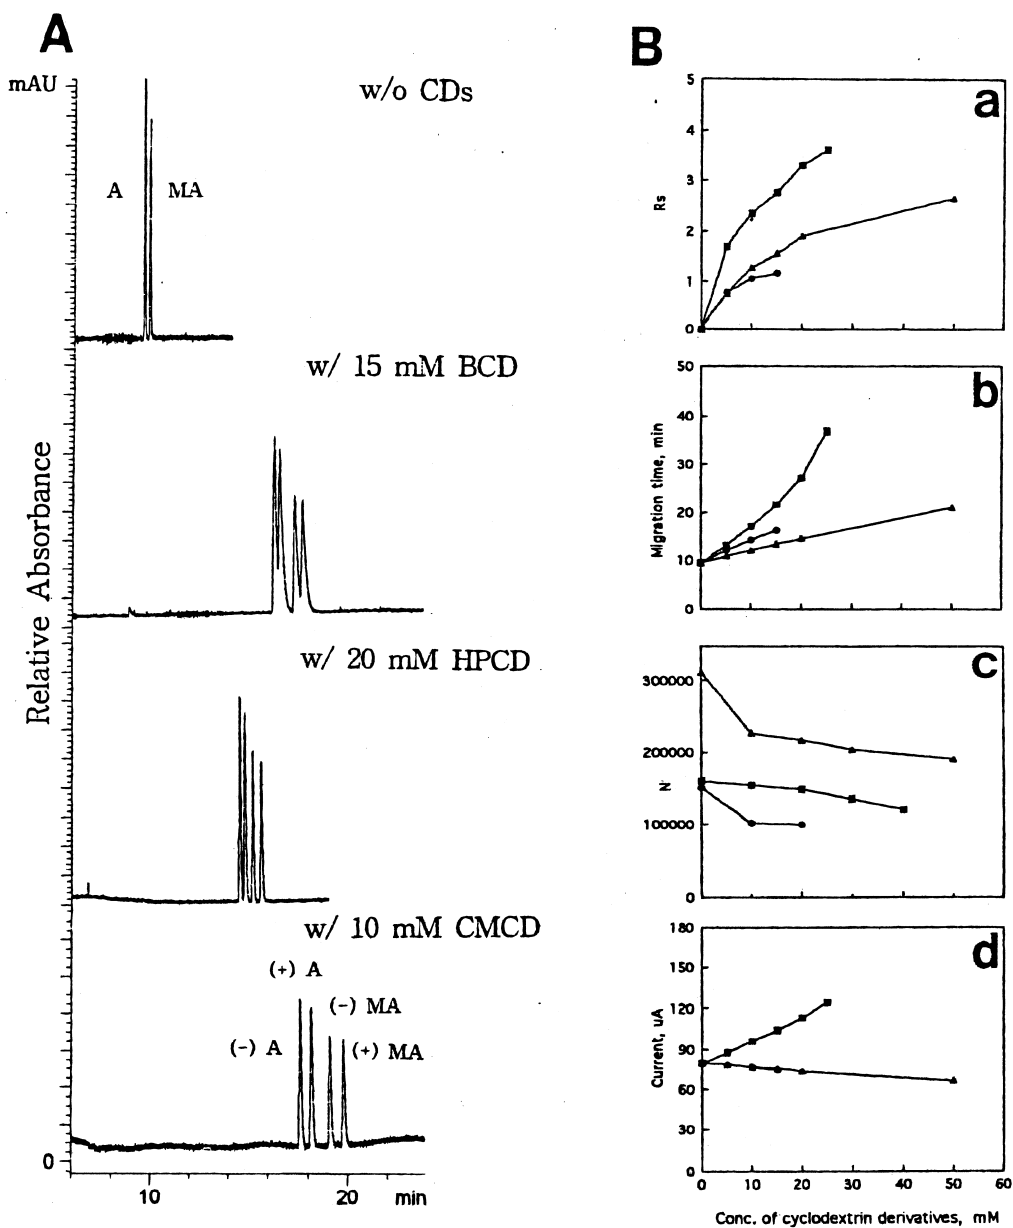 A
mAU
w/o CDs
A
MA
w/ 15 mM BCD
w/ 20 mM HPCD
w/ 10 mM CMCD
(+) A
(-) MA
(-) A
(+) MA
0
10
20
min
Relative Absorbance
B
a
5
4
3
2
1
0
Rs
b
50
40
30
20
10
0
Migration time, min
c
300000
200000
100000
0
N
d
180
150
120
90
60
30
0
Current, uA
0
10
20
30
40
50
60
Conc. of cyclodextrin derivatives, mM